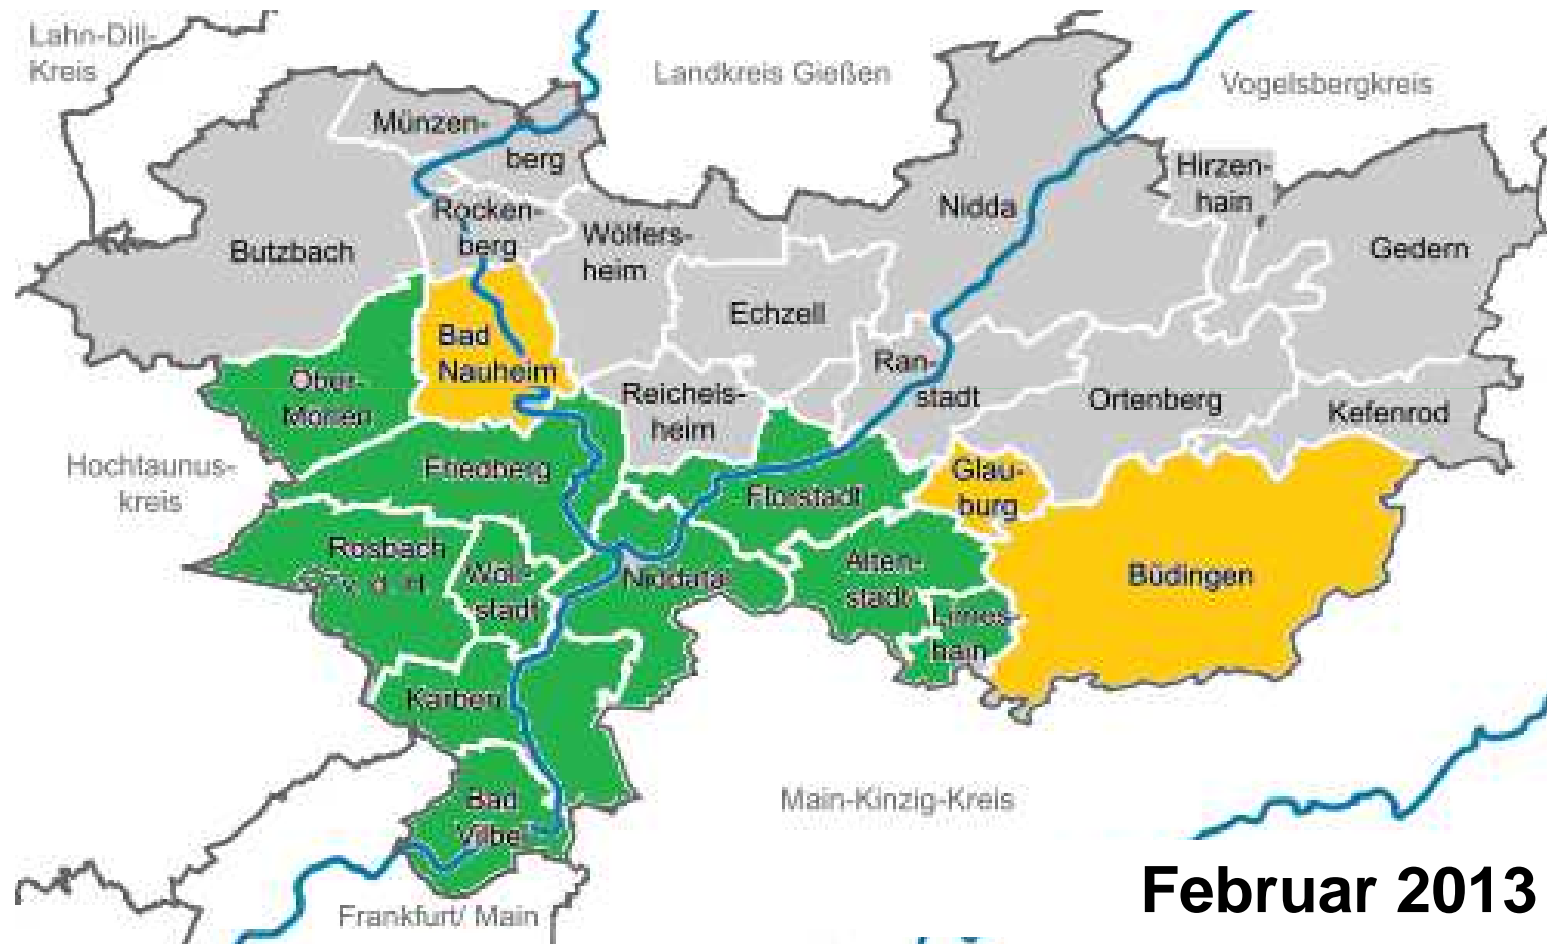 Lahn-Dill-
Kreis
Landkreis Gießen
Vogelsbergkreis
Münzen-
berg
Hirzen-
hain
Nidda
Rocken-
berg
Wölfers-
heim
Butzbach
Gedern
Echzell
Bad
Nauheim
Ran-
stadt
Ober-
Mörlen
Reichels-
heim
Ortenberg
Kefenrod
Hochtaunus-
kreis
Friedberg
Glau-
burg
Florstadt
Rosbach
v. d. H.
Wöll-
stadt
Niddatal
Alten-
stadt
Büdingen
Limes-
hain
Karben
Bad
Vilbel
Main-Kinzig-Kreis
Frankfurt/ Main
Februar 2013